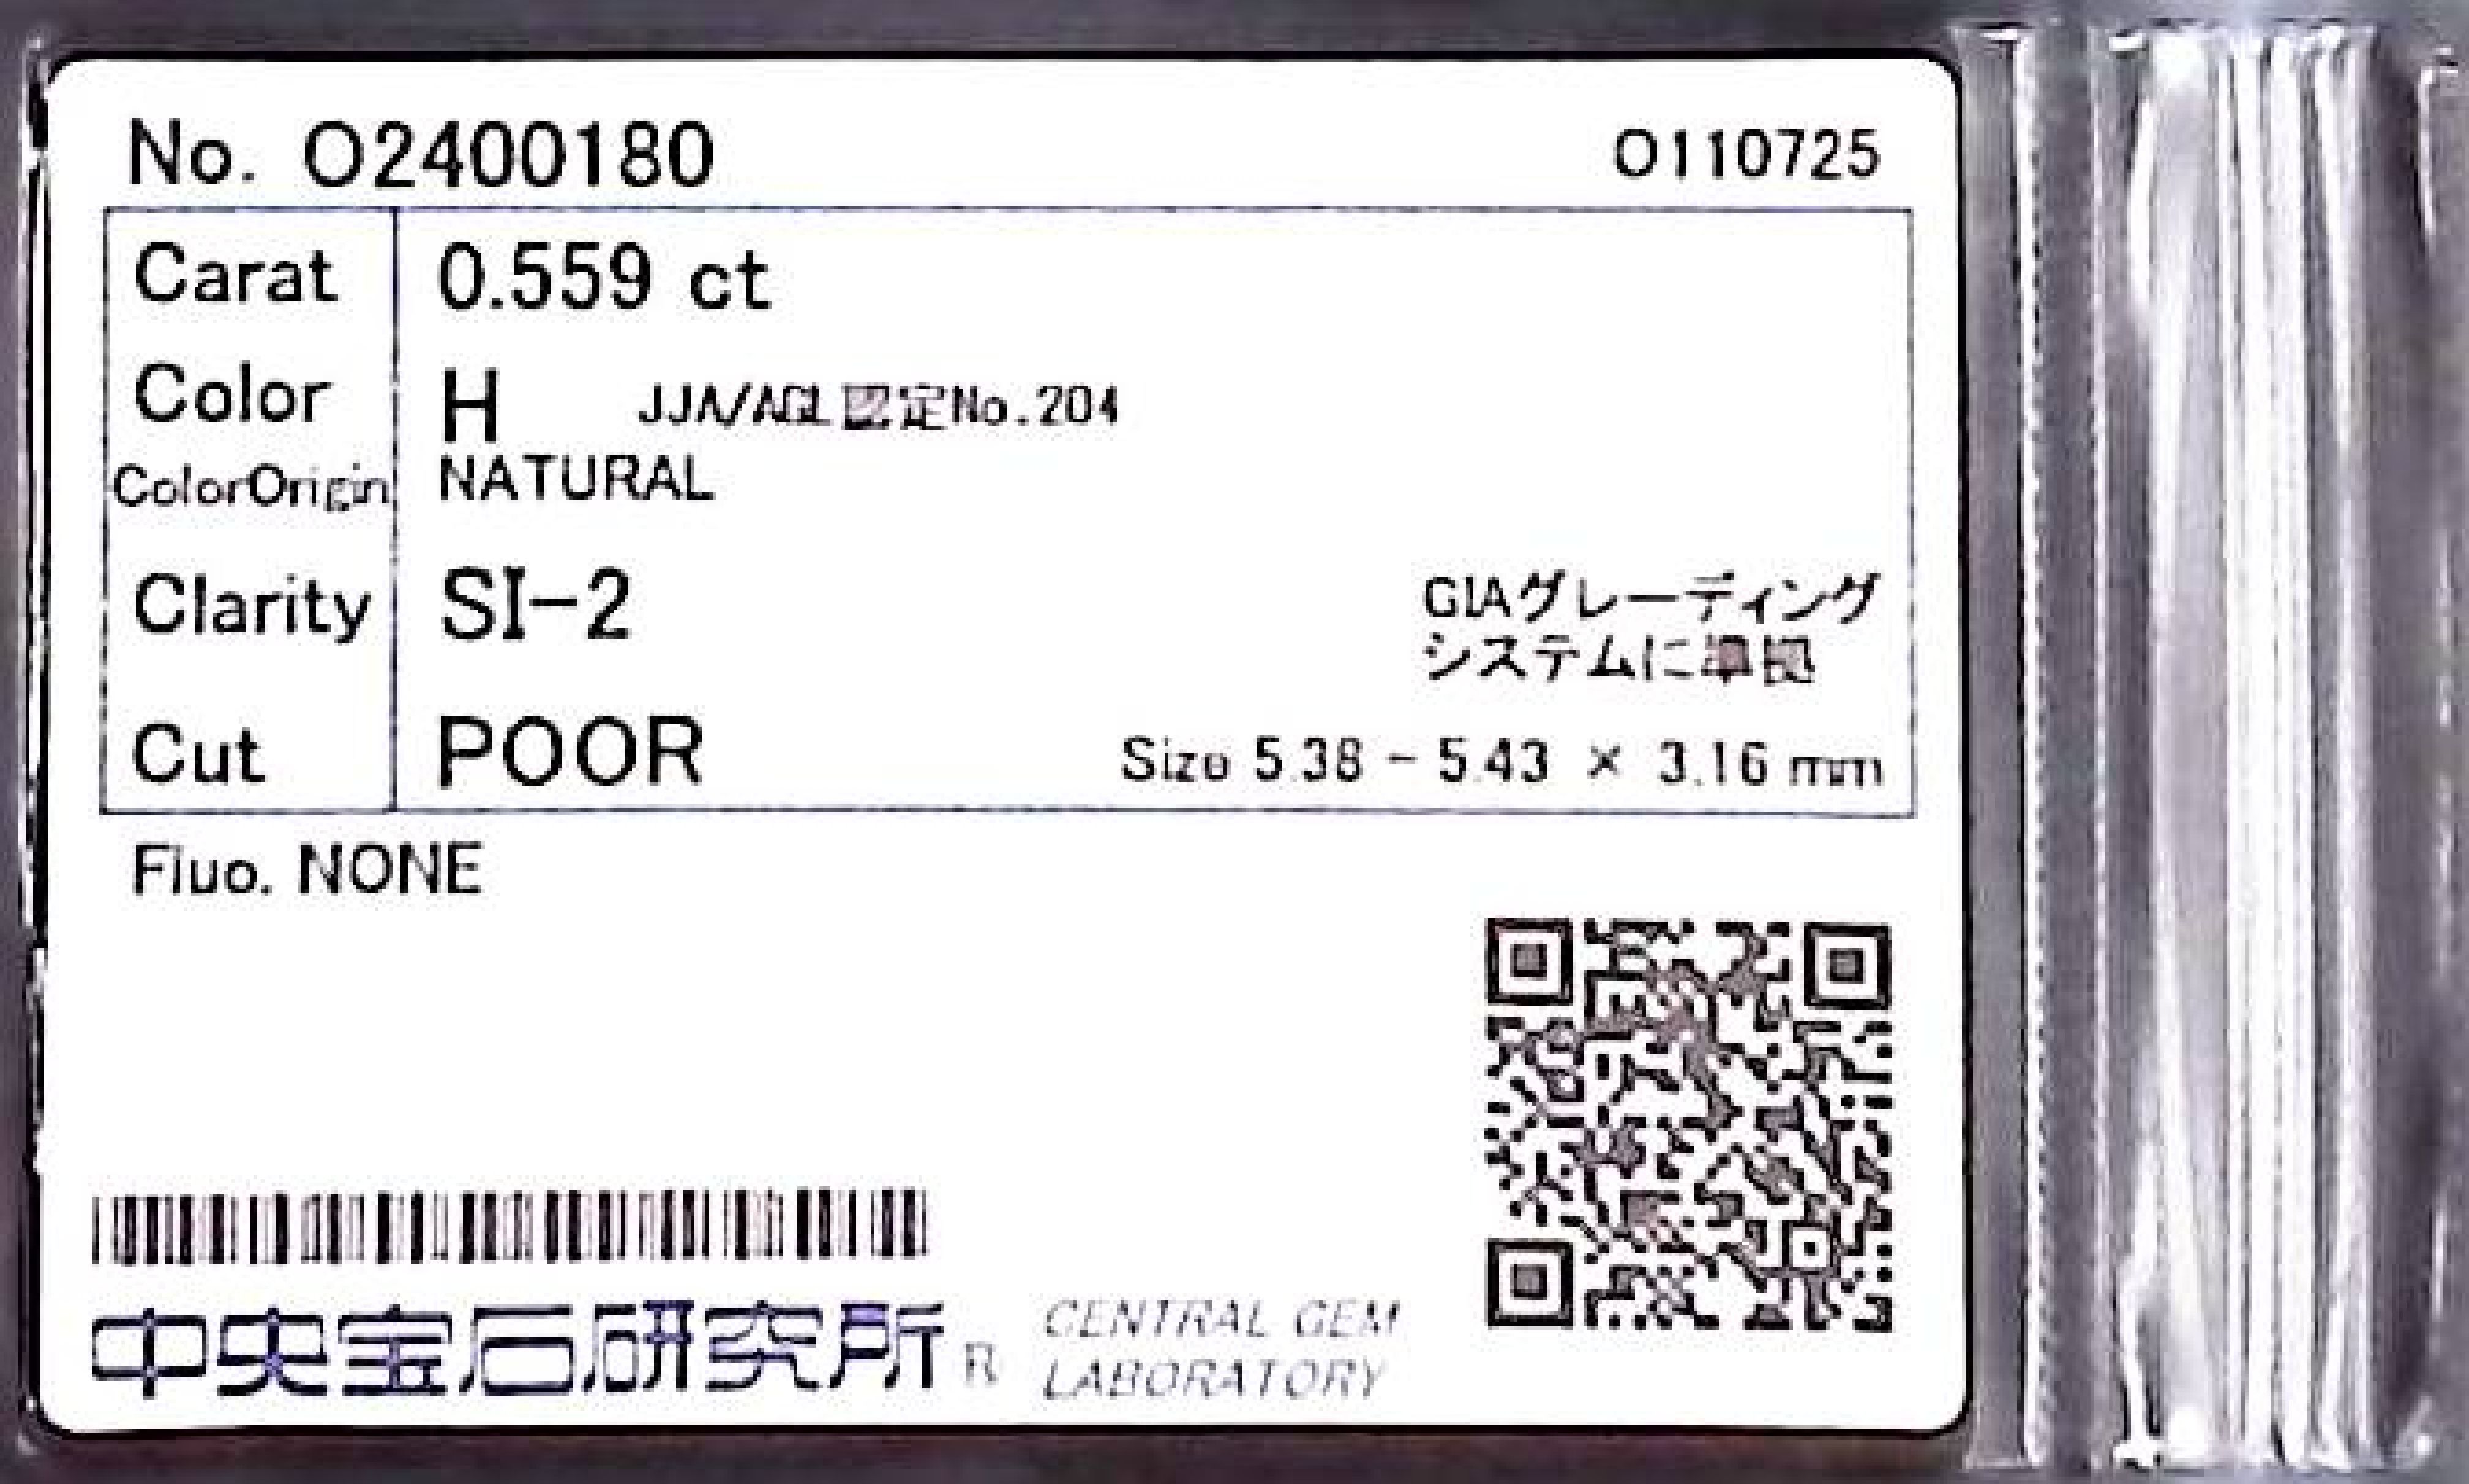 No. O2400180
O110725
Carat 0.559 ct
Color H JJA/AGL認定No.204
ColorOrigin NATURAL
Clarity SI-2
GIAグレーディング
システムに準拠
Cut POOR Size 5.38 - 5.43 × 3.16 mm
Fluo. NONE
中央宝石研究所 R
CENTRAL GEM
LABORATORY